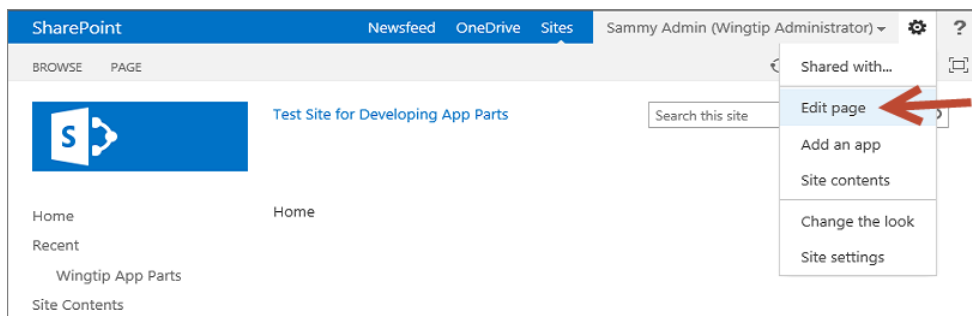 SharePoint Newsfeed OneDrive Sites Sammy Admin (Wingtip Administrator) ?
BROWSE PAGE
Shared with...
S
Test Site for Developing App Parts
Search this site
Edit page
Add an app
Site contents
Change the look
Site settings
Home
Home
Recent
Wingtip App Parts
Site Contents